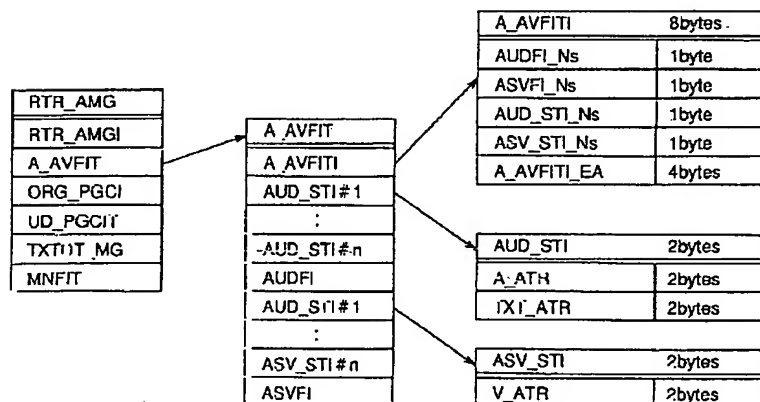 RTR_AMG
RTR_AMGI
A_AVFIT
ORG_PGCI
UD_PGCIT
TXTDT_MG
MNFIT
A_AVFIT
A_AVFITI
AUD_STI#1
:
AUD_STI#n
AUDFI
AUD_STI#1
:
ASV_STI#n
ASVFI
A_AVFITI 8bytes
AUDFI_Ns 1byte
ASVFI_Ns 1byte
AUD_STI_Ns 1byte
ASV_STI_Ns 1byte
A_AVFITI_EA 4bytes
AUD_STI 2bytes
A_ATR 2bytes
TXT_ATR 2bytes
ASV_STI 2bytes
V_ATR 2bytes